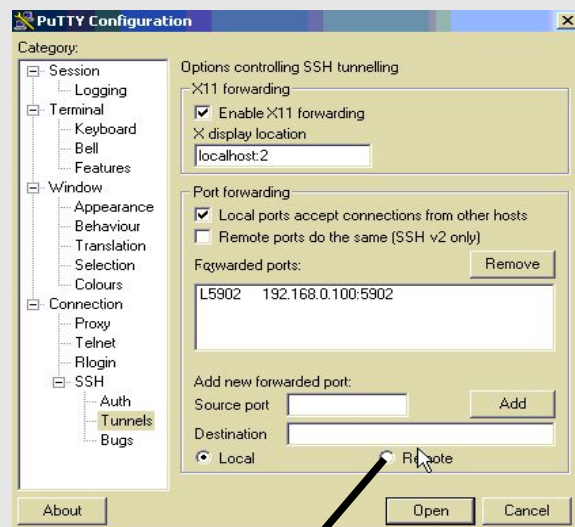 PuTTY Configuration
Category:
Session
Logging
Terminal
Keyboard
Bell
Features
Window
Appearance
Behaviour
Translation
Selection
Colours
Connection
Proxy
Telnet
Rlogin
SSH
Auth
Tunnels
Bugs
Options controlling SSH tunnelling
X11 forwarding
Enable X11 forwarding
X display location
localhost:2
Port forwarding
Local ports accept connections from other hosts
Remote ports do the same (SSH v2 only)
Forwarded ports:
Remove
L5902 192.168.0.100:5902
Add new forwarded port:
Source port
Add
Destination
Local
Remote
About
Open
Cancel